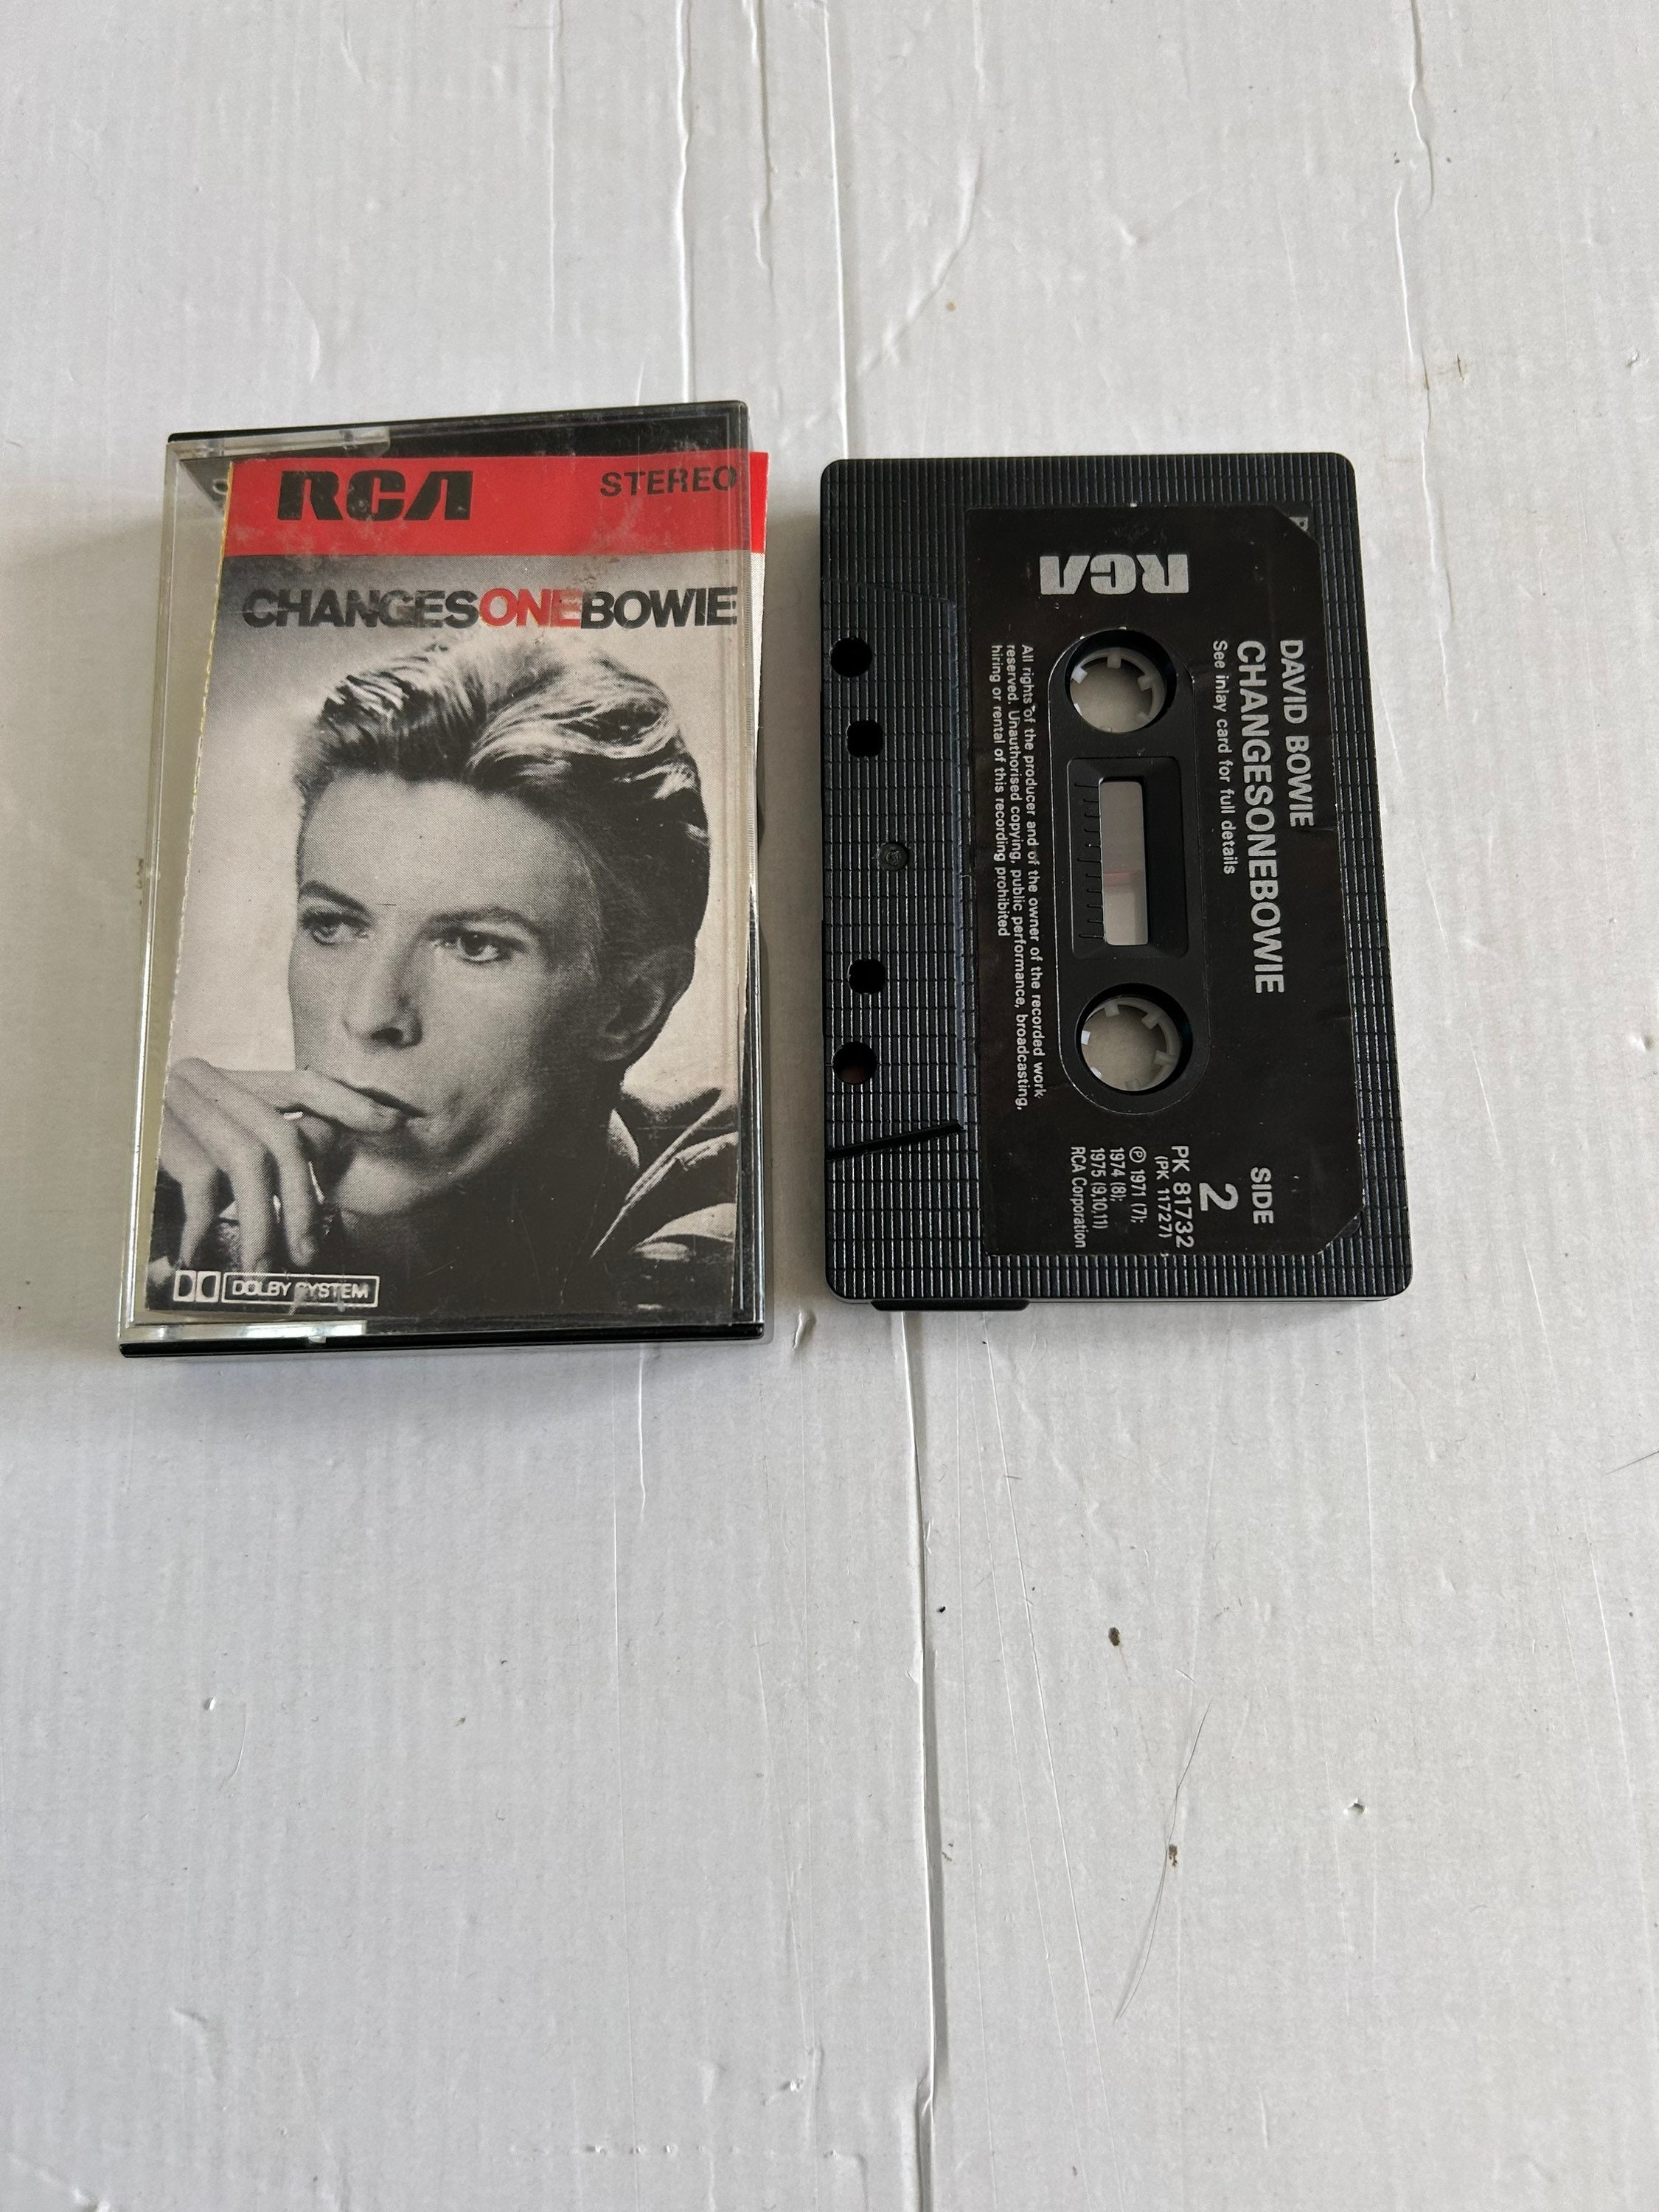 RCA
STEREO
CHANGESONEBOWIE
DOLBY SYSTEM
RCA
DAVID BOWIE
CHANGESONEBOWIE
See inlay card for full details
SIDE
2
PK 81732
(PK 11727)
Ⓟ 1971 (7);
1974 (8);
1975 (9,10,11)
RCA Corporation
All rights of the producer and of the owner of the recorded work
reserved. Unauthorised copying, public performance, broadcasting,
hiring or rental of this recording prohibited